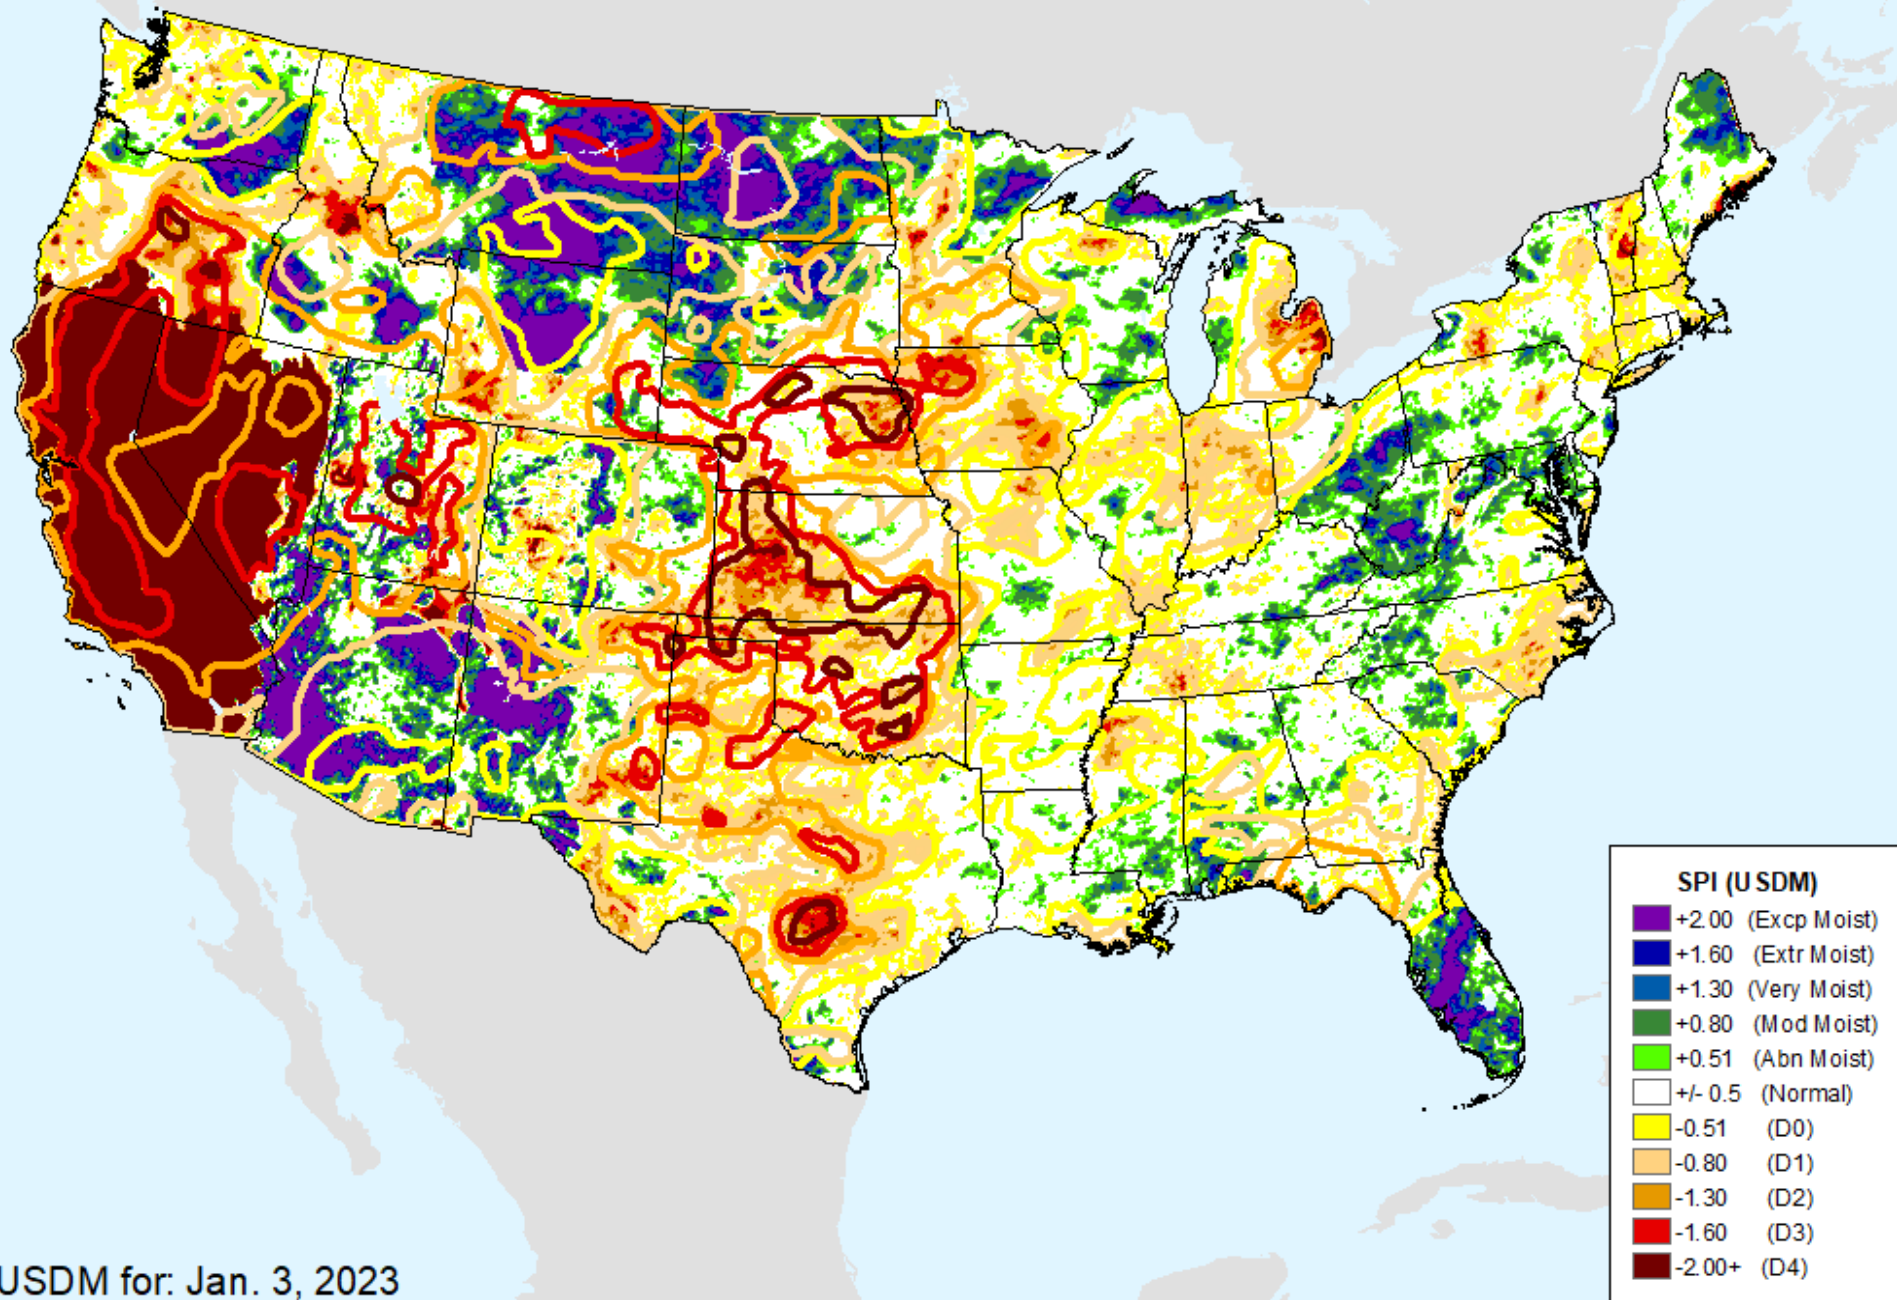 SPI (USDM)
+2.00 (Excp Moist)
+1.60 (Extr Moist)
+1.30 (Very Moist)
+0.80 (Mod Moist)
+0.51 (Abn Moist)
+/- 0.5 (Normal)
-0.51 (D0)
-0.80 (D1)
-1.30 (D2)
-1.60 (D3)
-2.00+ (D4)
USDM for: Jan. 3, 2023